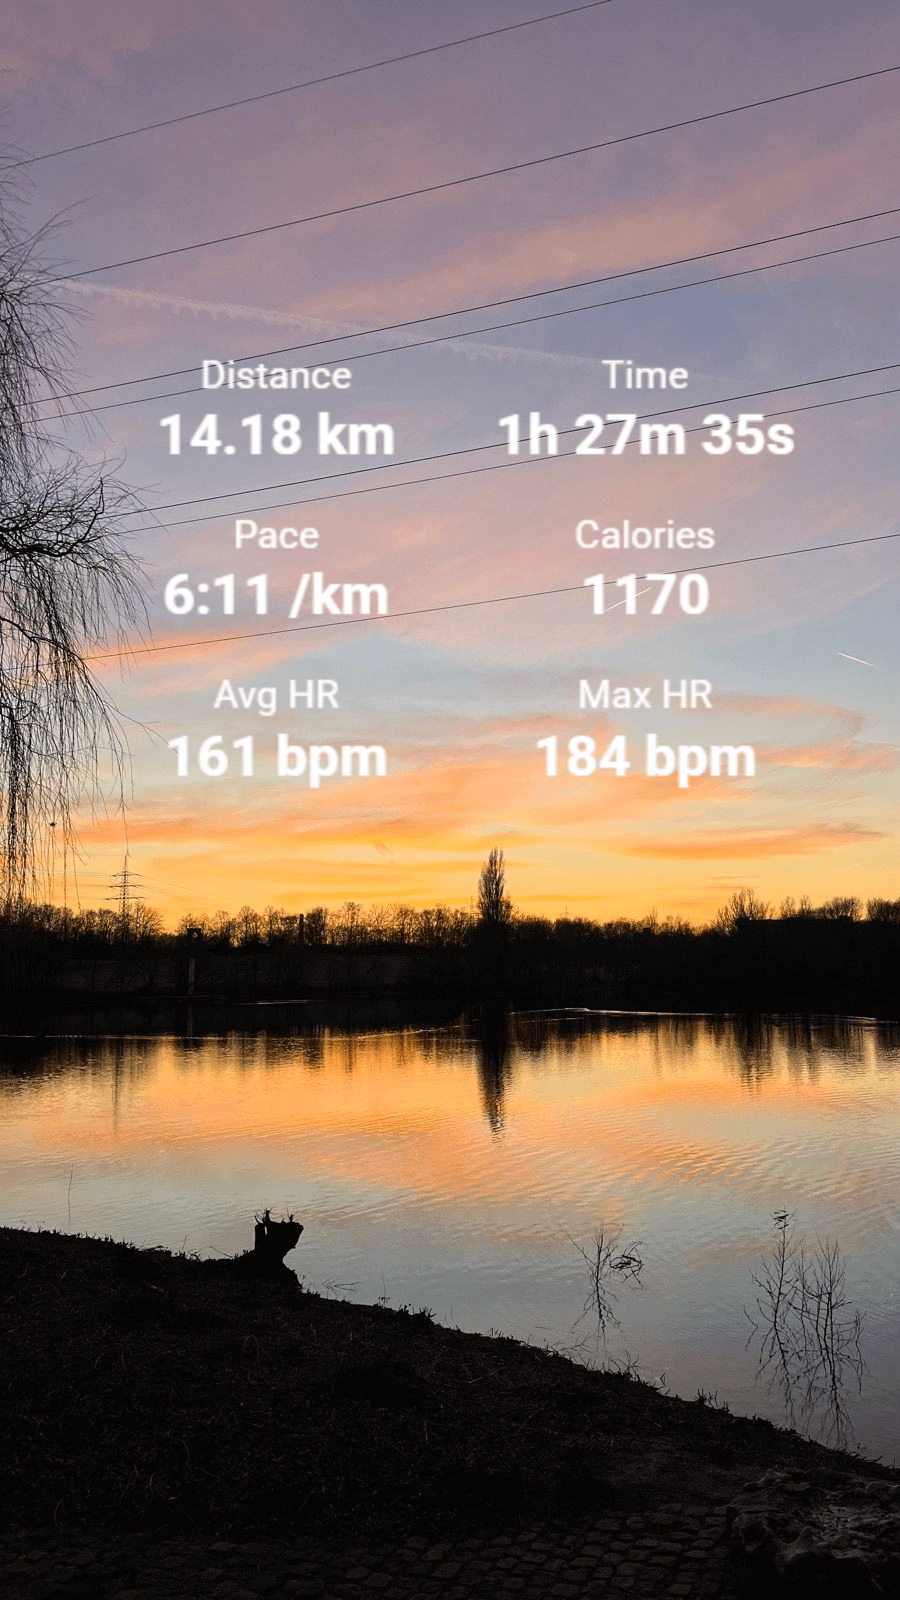 Distance
14.18 km
Time
1h 27m 35s
Pace
6:11 /km
Calories
1170
Avg HR
161 bpm
Max HR
184 bpm